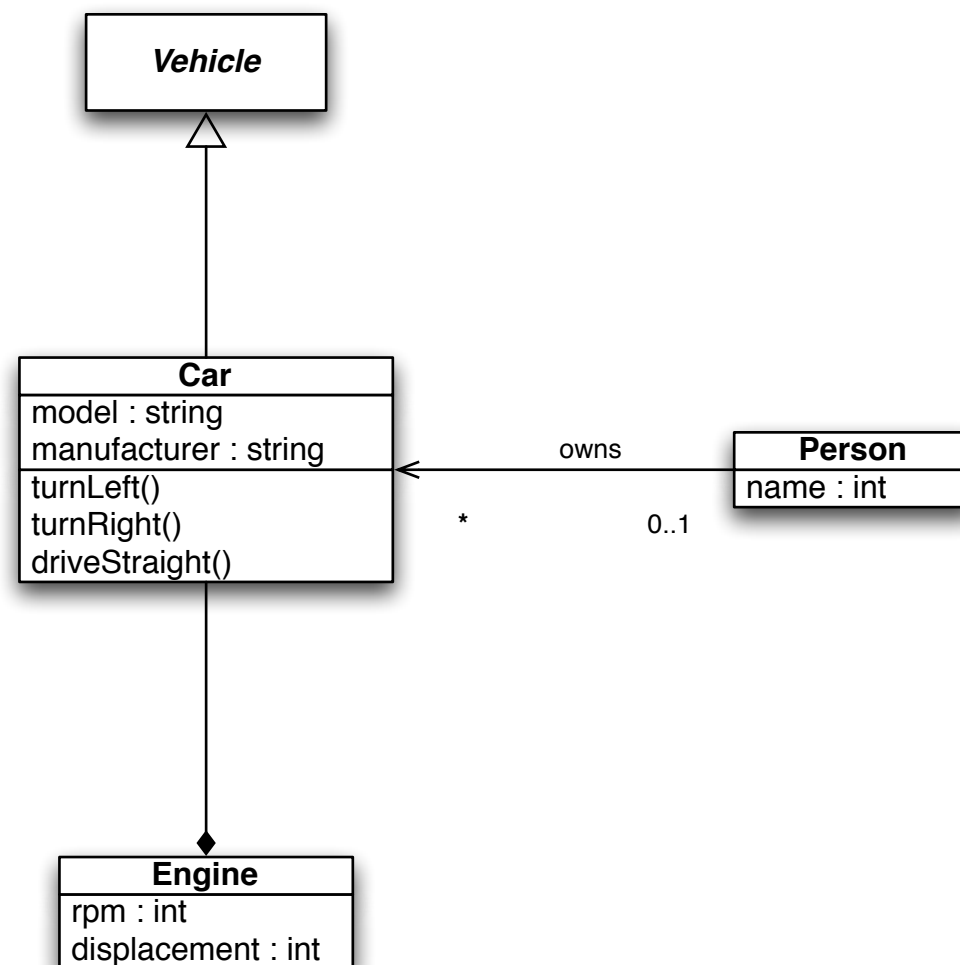 Vehicle
Car
model : string
manufacturer : string
turnLeft()
turnRight()
driveStraight()
owns
*
0..1
Person
name : int
Engine
rpm : int
displacement : int